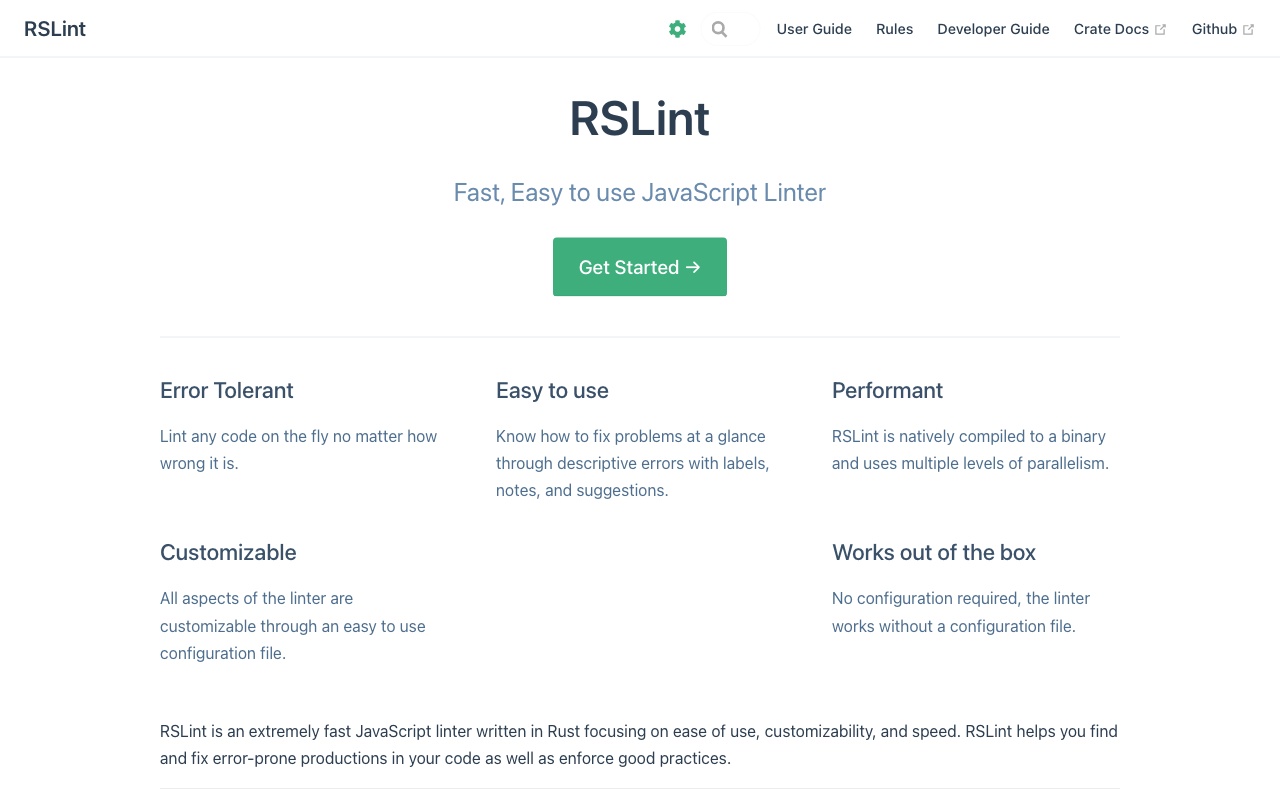 RSLint
User Guide
Rules
Developer Guide
Crate Docs
Github
RSLint
Fast, Easy to use JavaScript Linter
Get Started →
Error Tolerant
Lint any code on the fly no matter how
wrong it is.
Easy to use
Know how to fix problems at a glance
through descriptive errors with labels,
notes, and suggestions.
Performant
RSLint is natively compiled to a binary
and uses multiple levels of parallelism.
Customizable
All aspects of the linter are
customizable through an easy to use
configuration file.
Works out of the box
No configuration required, the linter
works without a configuration file.
RSLint is an extremely fast JavaScript linter written in Rust focusing on ease of use, customizability, and speed. RSLint helps you find
and fix error-prone productions in your code as well as enforce good practices.